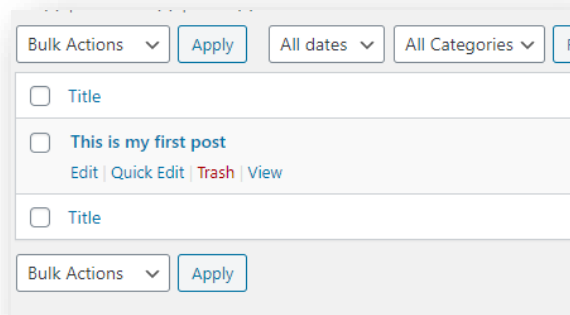 Bulk Actions Apply All dates All Categories
Title
This is my first post
Edit | Quick Edit | Trash | View
Title
Bulk Actions Apply